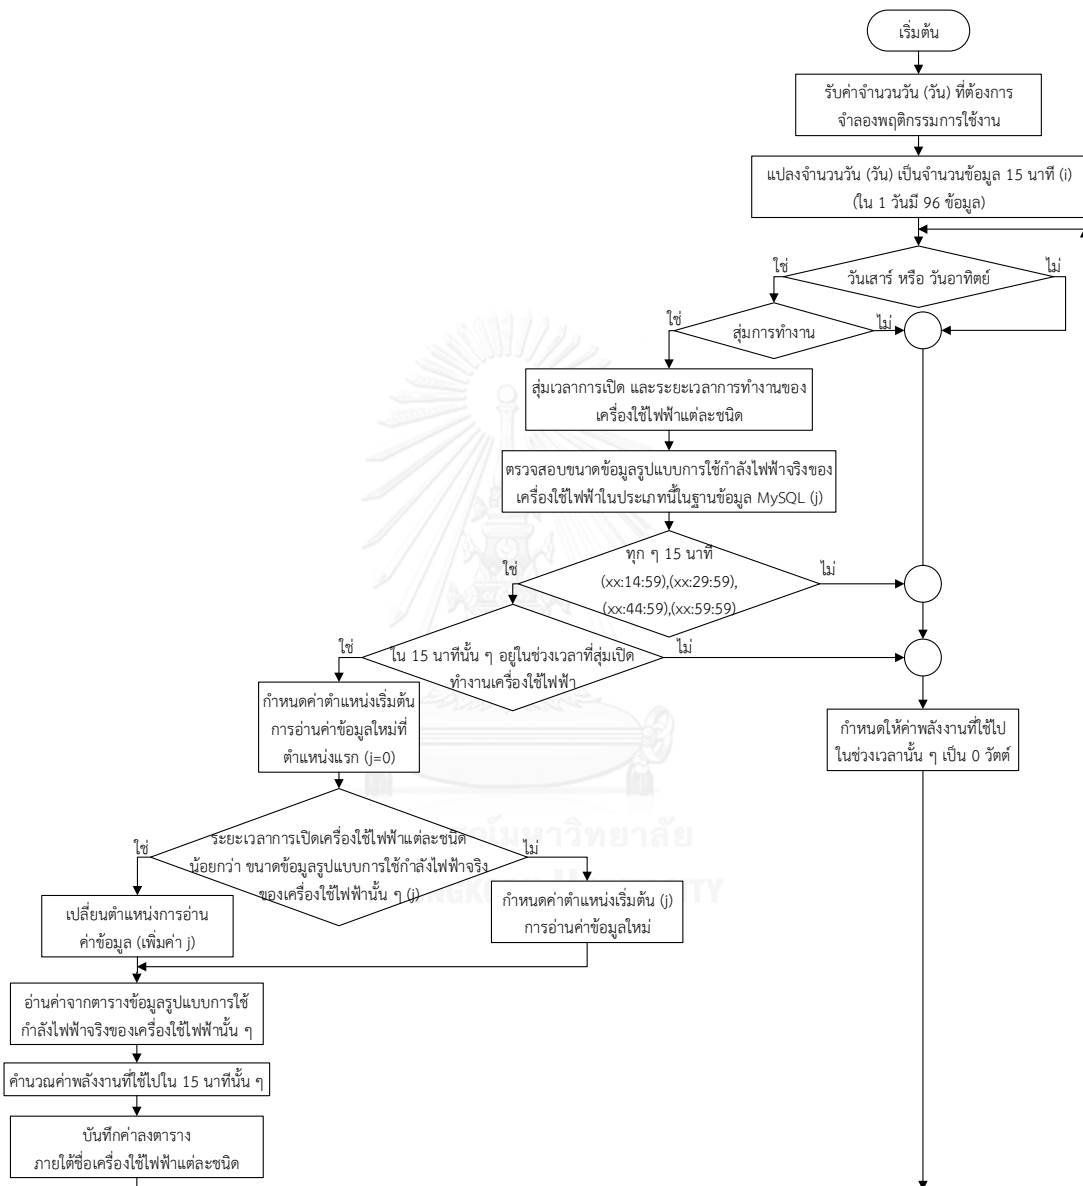 เริ่มต้น
รับค่าจำนวนวัน (วัน) ที่ต้องการ
จำลองพฤติกรรมการใช้งาน
แปลงจำนวนวัน (วัน) เป็นจำนวนข้อมูล 15 นาที (i)
(ใน 1 วันมี 96 ข้อมูล)
ใช่
วันเสาร์ หรือ วันอาทิตย์
ไม่
ใช่
สุ่มการทำงาน
ไม่
สุ่มเวลาการเปิด และระยะเวลาการทำงานของ
เครื่องใช้ไฟฟ้าแต่ละชนิด
ตรวจสอบขนาดข้อมูลรูปแบบการใช้กำลังไฟฟ้าจริงของ
เครื่องใช้ไฟฟ้าในประเภทนี้ในฐานข้อมูล MySQL (j)
ใช่
ทุก ๆ 15 นาที
(xx:14:59),(xx:29:59),
(xx:44:59),(xx:59:59)
ไม่
ใช่
ใน 15 นาทีนั้น ๆ อยู่ในช่วงเวลาที่สุ่มเปิด
ทำงานเครื่องใช้ไฟฟ้า
ไม่
กำหนดค่าตำแหน่งเริ่มต้น
การอ่านค่าข้อมูลใหม่ที่
ตำแหน่งแรก (j=0)
กำหนดให้ค่าพลังงานที่ใช้ไป
ในช่วงเวลานั้น ๆ เป็น 0 วัตต์
ใช่
ระยะเวลาการเปิดเครื่องใช้ไฟฟ้าแต่ละชนิด
น้อยกว่า ขนาดข้อมูลรูปแบบการใช้กำลังไฟฟ้าจริง
ของเครื่องใช้ไฟฟ้านั้น ๆ (j)
ไม่
เปลี่ยนตำแหน่งการอ่าน
ค่าข้อมูล (เพิ่มค่า j)
กำหนดค่าตำแหน่งเริ่มต้น (j)
การอ่านค่าข้อมูลใหม่
อ่านค่าจากตารางข้อมูลรูปแบบการใช้
กำลังไฟฟ้าจริงของเครื่องใช้ไฟฟ้านั้น ๆ
คำนวณค่าพลังงานที่ใช้ไปใน 15 นาทีนั้น ๆ
บันทึกค่าลงตาราง
ภายใต้ชื่อเครื่องใช้ไฟฟ้าแต่ละชนิด